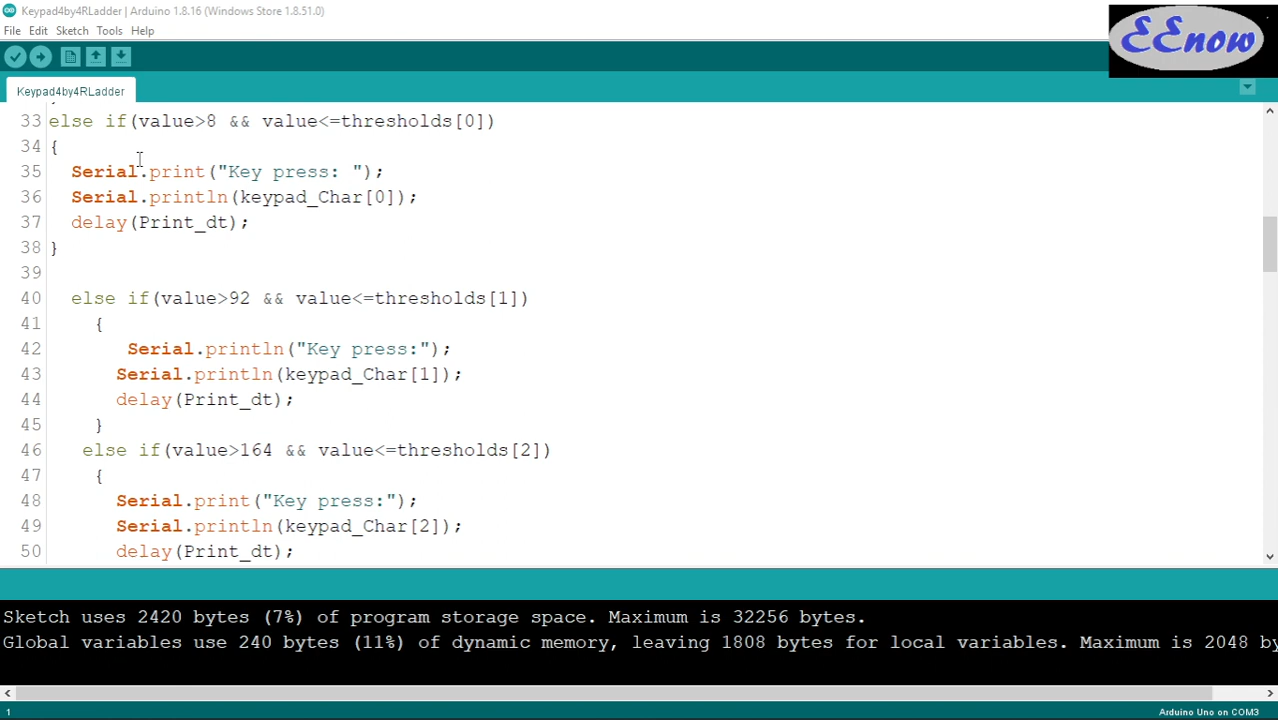 Keypad4by4RLadder | Arduino 1.8.16 (Windows Store 1.8.51.0)
File Edit Sketch Tools Help
EEnow
Keypad4by4RLadder
33 else if(value>8 && value<=thresholds[0])
34 {
35 Serial.print("Key press: ");
36 Serial.println(keypad_Char[0]);
37 delay(Print_dt);
38 }
39
40 else if(value>92 && value<=thresholds[1])
41 {
42 Serial.println("Key press:");
43 Serial.println(keypad_Char[1]);
44 delay(Print_dt);
45 }
46 else if(value>164 && value<=thresholds[2])
47 {
48 Serial.print("Key press:");
49 Serial.println(keypad_Char[2]);
50 delay(Print_dt);
Sketch uses 2420 bytes (7%) of program storage space. Maximum is 32256 bytes.
Global variables use 240 bytes (11%) of dynamic memory, leaving 1808 bytes for local variables. Maximum is 2048 by
1
Arduino Uno on COM3